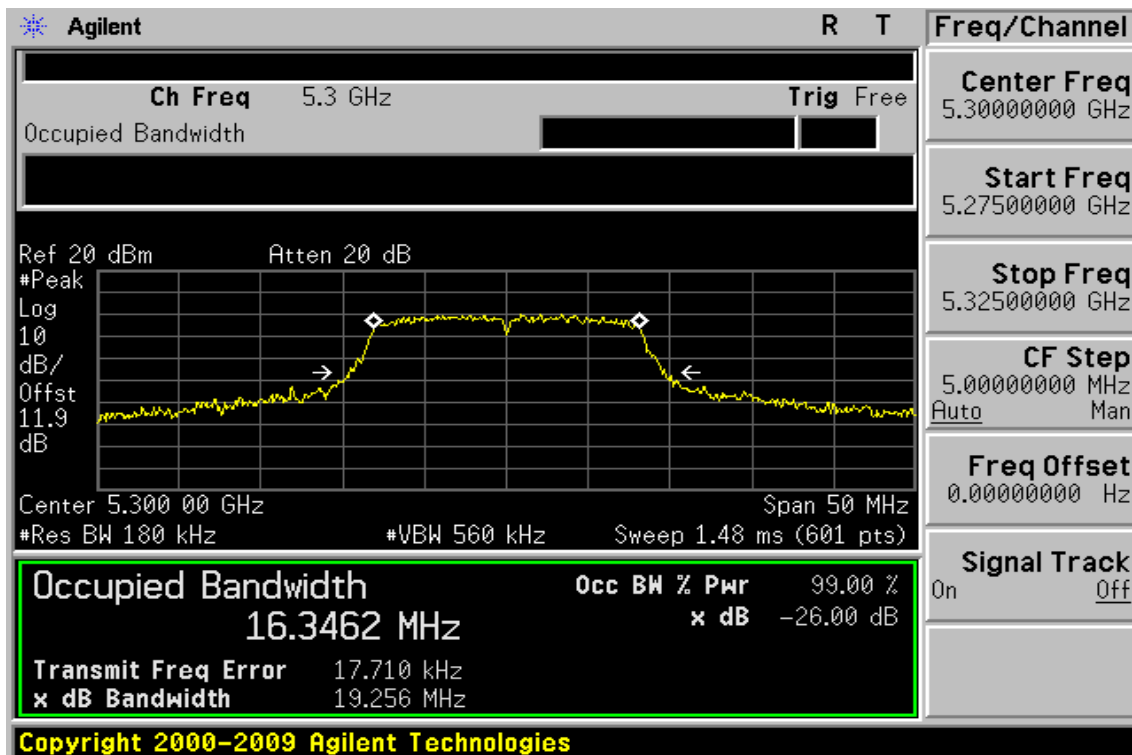 Agilent R T
Freq/Channel
Ch Freq 5.3 GHz Trig Free
Occupied Bandwidth
Center Freq
5.30000000 GHz
Start Freq
5.27500000 GHz
Stop Freq
5.32500000 GHz
CF Step
5.00000000 MHz
Auto Man
Freq Offset
0.00000000 Hz
Signal Track
On Off
Ref 20 dBm Atten 20 dB
#Peak
Log
10
dB/
Offst
11.9
dB
Center 5.300 00 GHz Span 50 MHz
#Res BW 180 kHz #VBW 560 kHz Sweep 1.48 ms (601 pts)
Occupied Bandwidth
16.3462 MHz
Occ BW % Pwr 99.00 %
x dB -26.00 dB
Transmit Freq Error 17.710 kHz
x dB Bandwidth 19.256 MHz
Copyright 2000-2009 Agilent Technologies